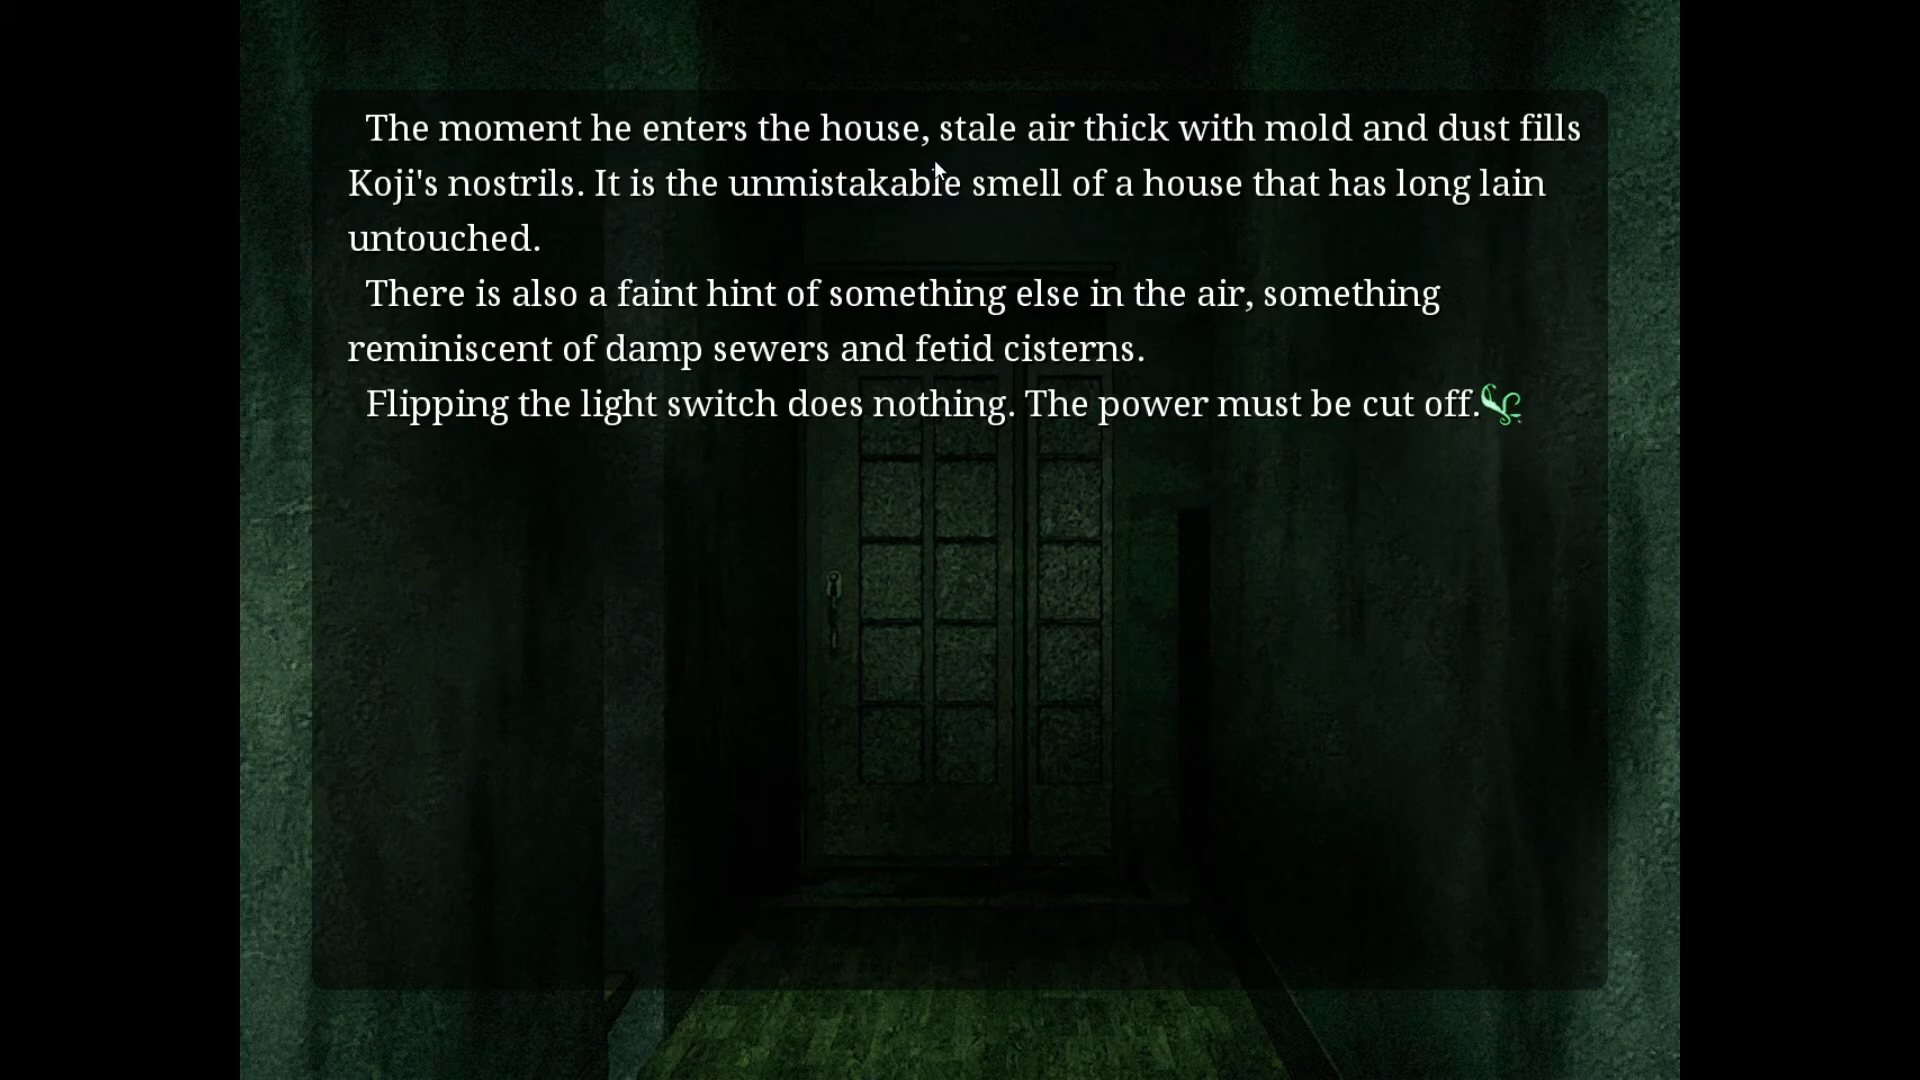 The moment he enters the house, stale air thick with mold and dust fills
Koji's nostrils. It is the unmistakable smell of a house that has long lain
untouched.
There is also a faint hint of something else in the air, something
reminiscent of damp sewers and fetid cisterns.
Flipping the light switch does nothing. The power must be cut off.